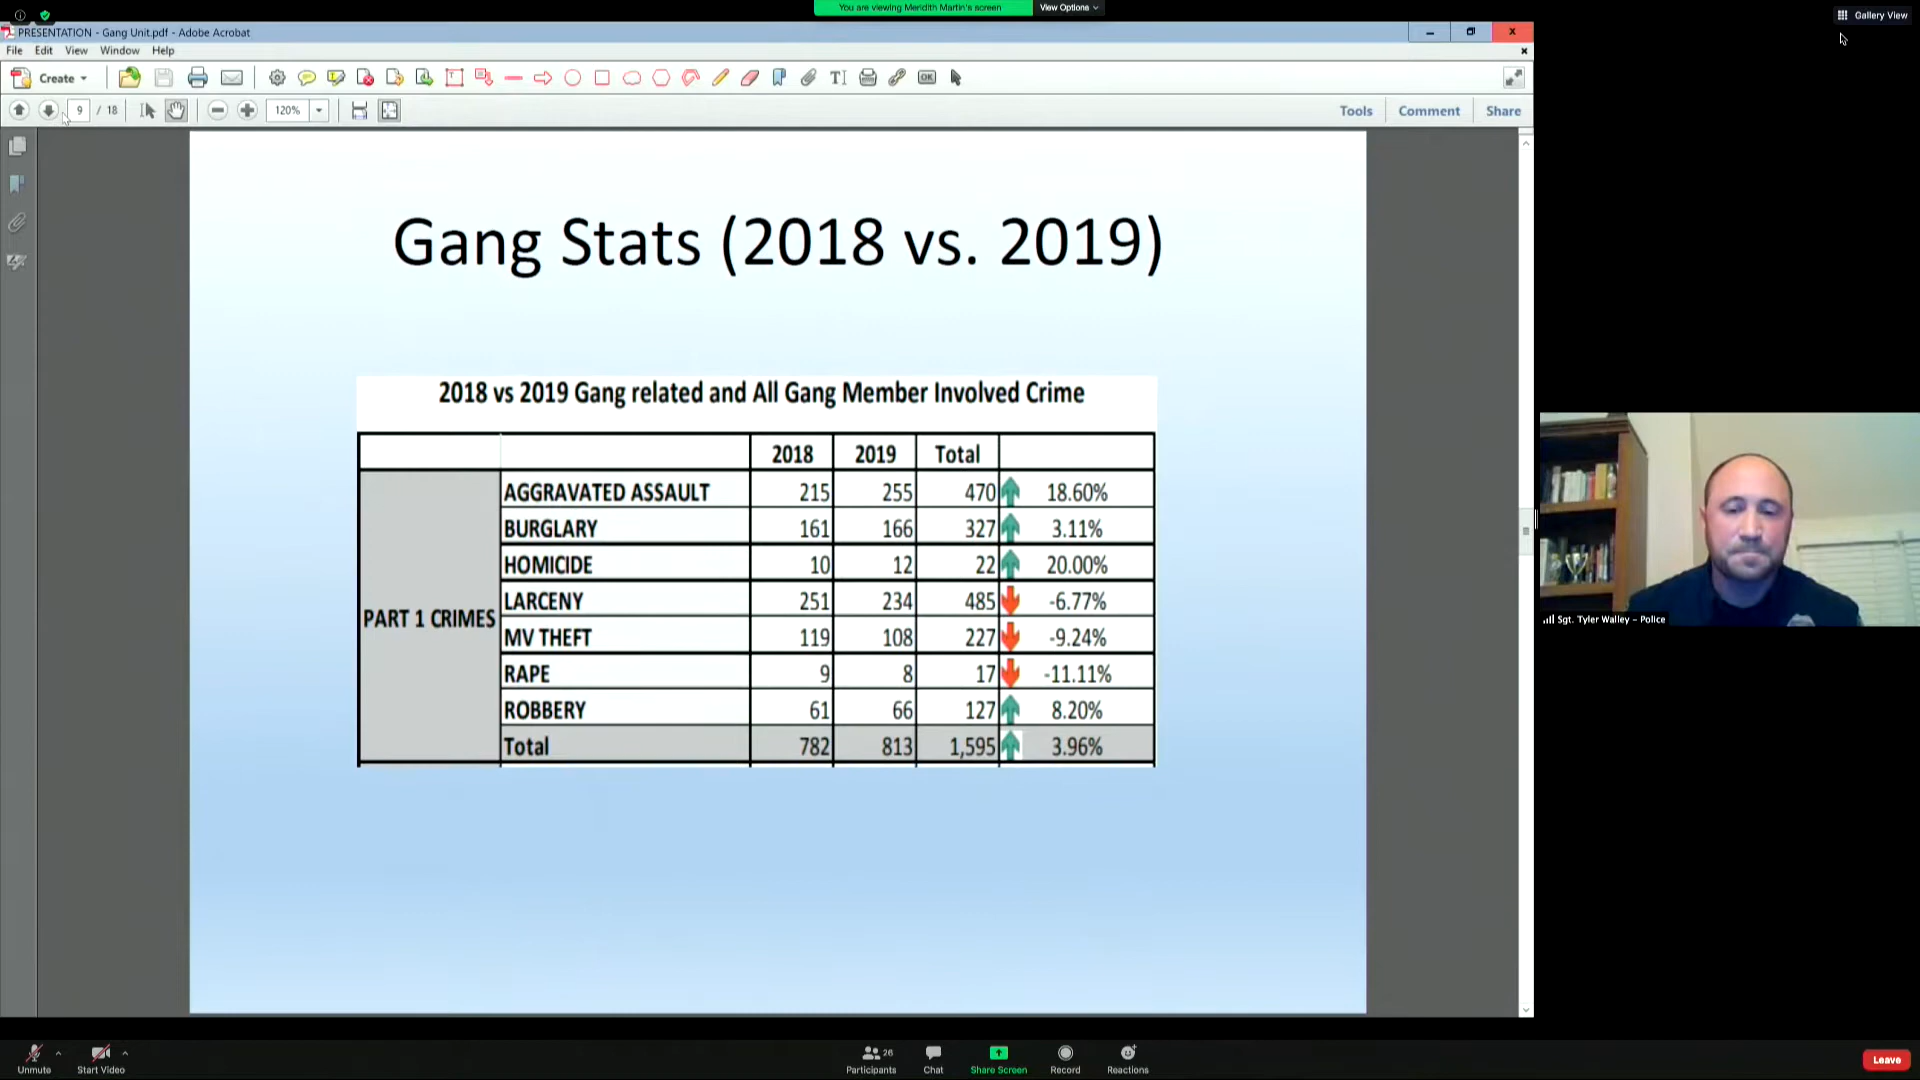 You are viewing Meridith Martin's screen
View Options
Gallery View
PRESENTATION - Gang Unit.pdf - Adobe Acrobat
File Edit View Window Help
Create
9 / 18 120% Tools Comment Share
Gang Stats (2018 vs. 2019)
2018 vs 2019 Gang related and All Gang Member Involved Crime
2018 2019 Total
AGGRAVATED ASSAULT 215 255 470 18.60%
BURGLARY 161 166 327 3.11%
HOMICIDE 10 12 22 20.00%
LARCENY 251 234 485 -6.77%
PART 1 CRIMES
MV THEFT 119 108 227 -9.24%
RAPE 9 8 17 -11.11%
ROBBERY 61 66 127 8.20%
Total 782 813 1,595 3.96%
Sgt. Tyler Walley - Police
Unmute Start Video Participants 26 Chat Share Screen Record Reactions Leave